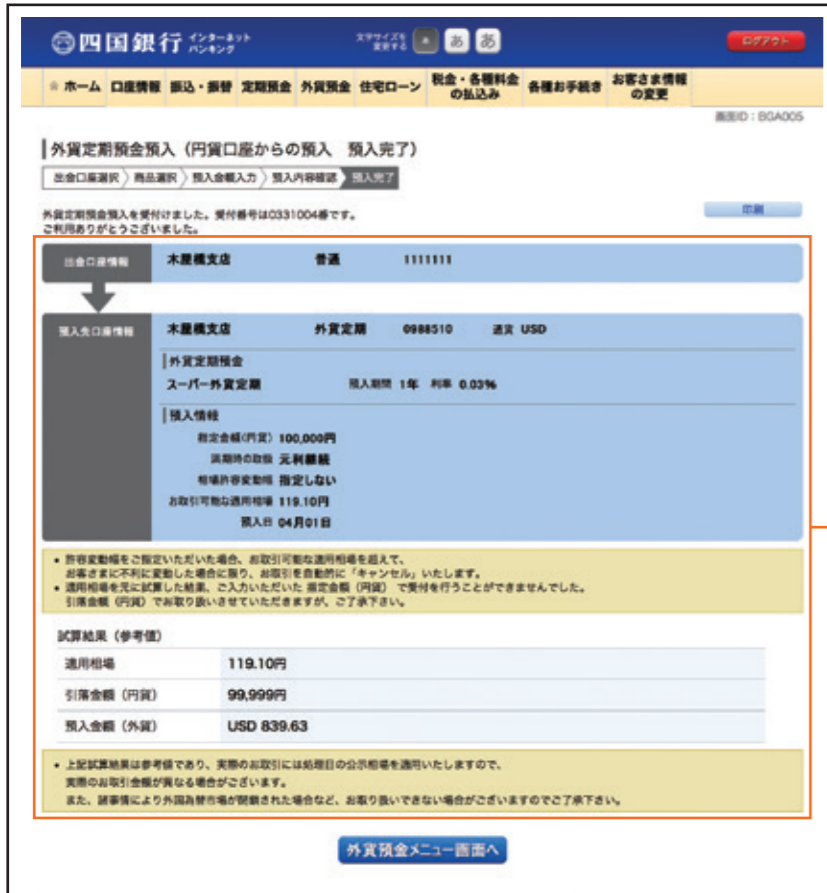 四国銀行 インターネット バンキング
文字サイズを変更する あ あ ログアウト
ホーム 口座情報 振込・振替 定期預金 外貨預金 住宅ローン 税金・各種料金の払込み 各種お手続き お客さま情報の変更
画面ID：BGA005
外貨定期預金預入（円貨口座からの預入　預入完了）
出金口座選択 商品選択 預入金額入力 預入内容確認 預入完了
外貨定期預金預入を受付けました。受付番号は0331004番です。
ご利用ありがとうございました。
印刷
出金口座情報 木屋橋支店 普通 1111111
預入先口座情報 木屋橋支店 外貨定期 0988510 通貨 USD
外貨定期預金
スーパー外貨定期 預入期間 1年 利率 0.03%
預入情報
指定金額(円貨) 100,000円
満期時の取扱 元利継続
相場許容変動幅 指定しない
お取引可能な適用相場 119.10円
預入日 04月01日
• 許容変動幅をご指定いただいた場合、お取引可能な適用相場を超えて、
お客さまに不利に変動した場合に限り、お取引を自動的に「キャンセル」いたします。
• 適用相場を元に試算した結果、ご入力いただいた 指定金額（円貨） で受付を行うことができませんでした。
引落金額（円貨）でお取り扱いさせていただきますが、ご了承下さい。
試算結果（参考値）
適用相場 119.10円
引落金額（円貨） 99,999円
預入金額（外貨） USD 839.63
• 上記試算結果は参考値であり、実際のお取引には処理日の公示相場を適用いたしますので、
実際のお取引金額が異なる場合がございます。
また、諸事情により外国為替市場が閉鎖された場合など、お取り扱いできない場合がございますのでご了承下さい。
外貨預金メニュー画面へ